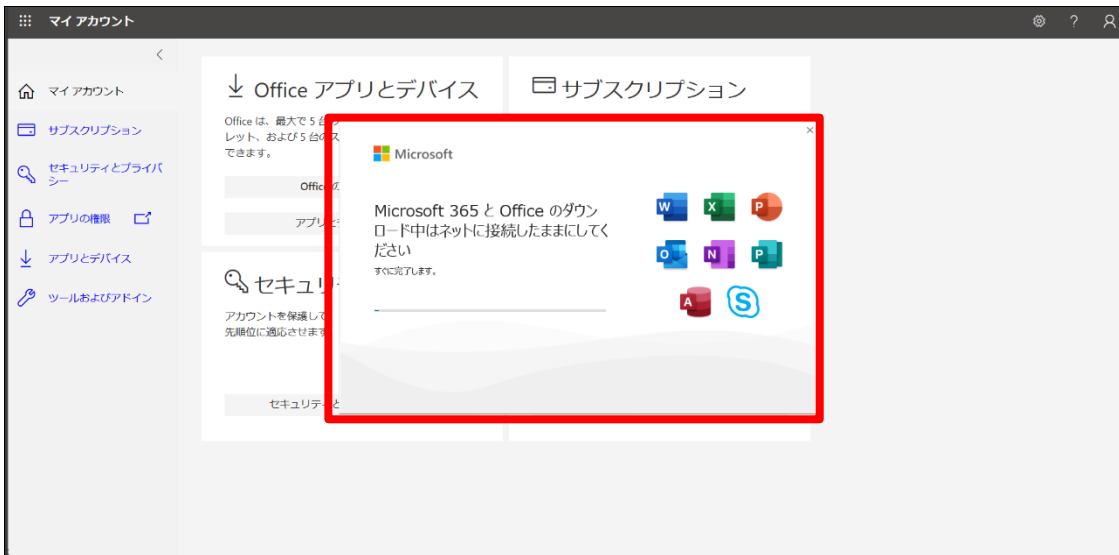 マイ アカウント
?
マイ アカウント
サブスクリプション
セキュリティとプライバ
シー
アプリの権限
アプリとデバイス
ツールおよびアドイン
Office アプリとデバイス
Office は、最大で 5 台の
レット、および 5 台のス
できます。
Office の
アプリと
セキュリ
アカウントを保護して
先順位に適応させます
セキュリティと
サブスクリプション
×
Microsoft
Microsoft 365 と Office のダウン
ロード中はネットに接続したままにしてく
ださい
すぐに完了します。
W
X
P
O
N
P
A
S